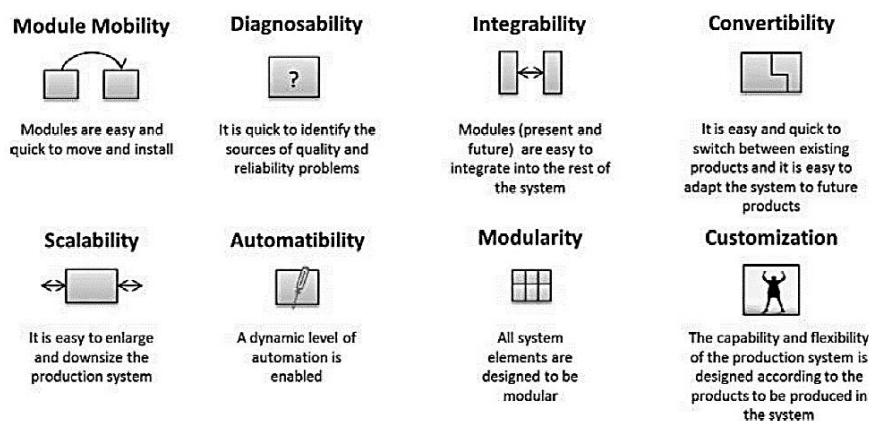 Module Mobility
Modules are easy and
quick to move and install
Diagnosability
?
It is quick to identify the
sources of quality and
reliability problems
Integrability
Modules (present and
future) are easy to
integrate into the rest of
the system
Convertibility
It is easy and quick to
switch between existing
products and it is easy to
adapt the system to future
products
Scalability
It is easy to enlarge
and downsize the
production system
Automatibility
A dynamic level of
automation is
enabled
Modularity
All system
elements are
designed to be
modular
Customization
The capability and flexibility
of the production system is
designed according to the
products to be produced in
the system